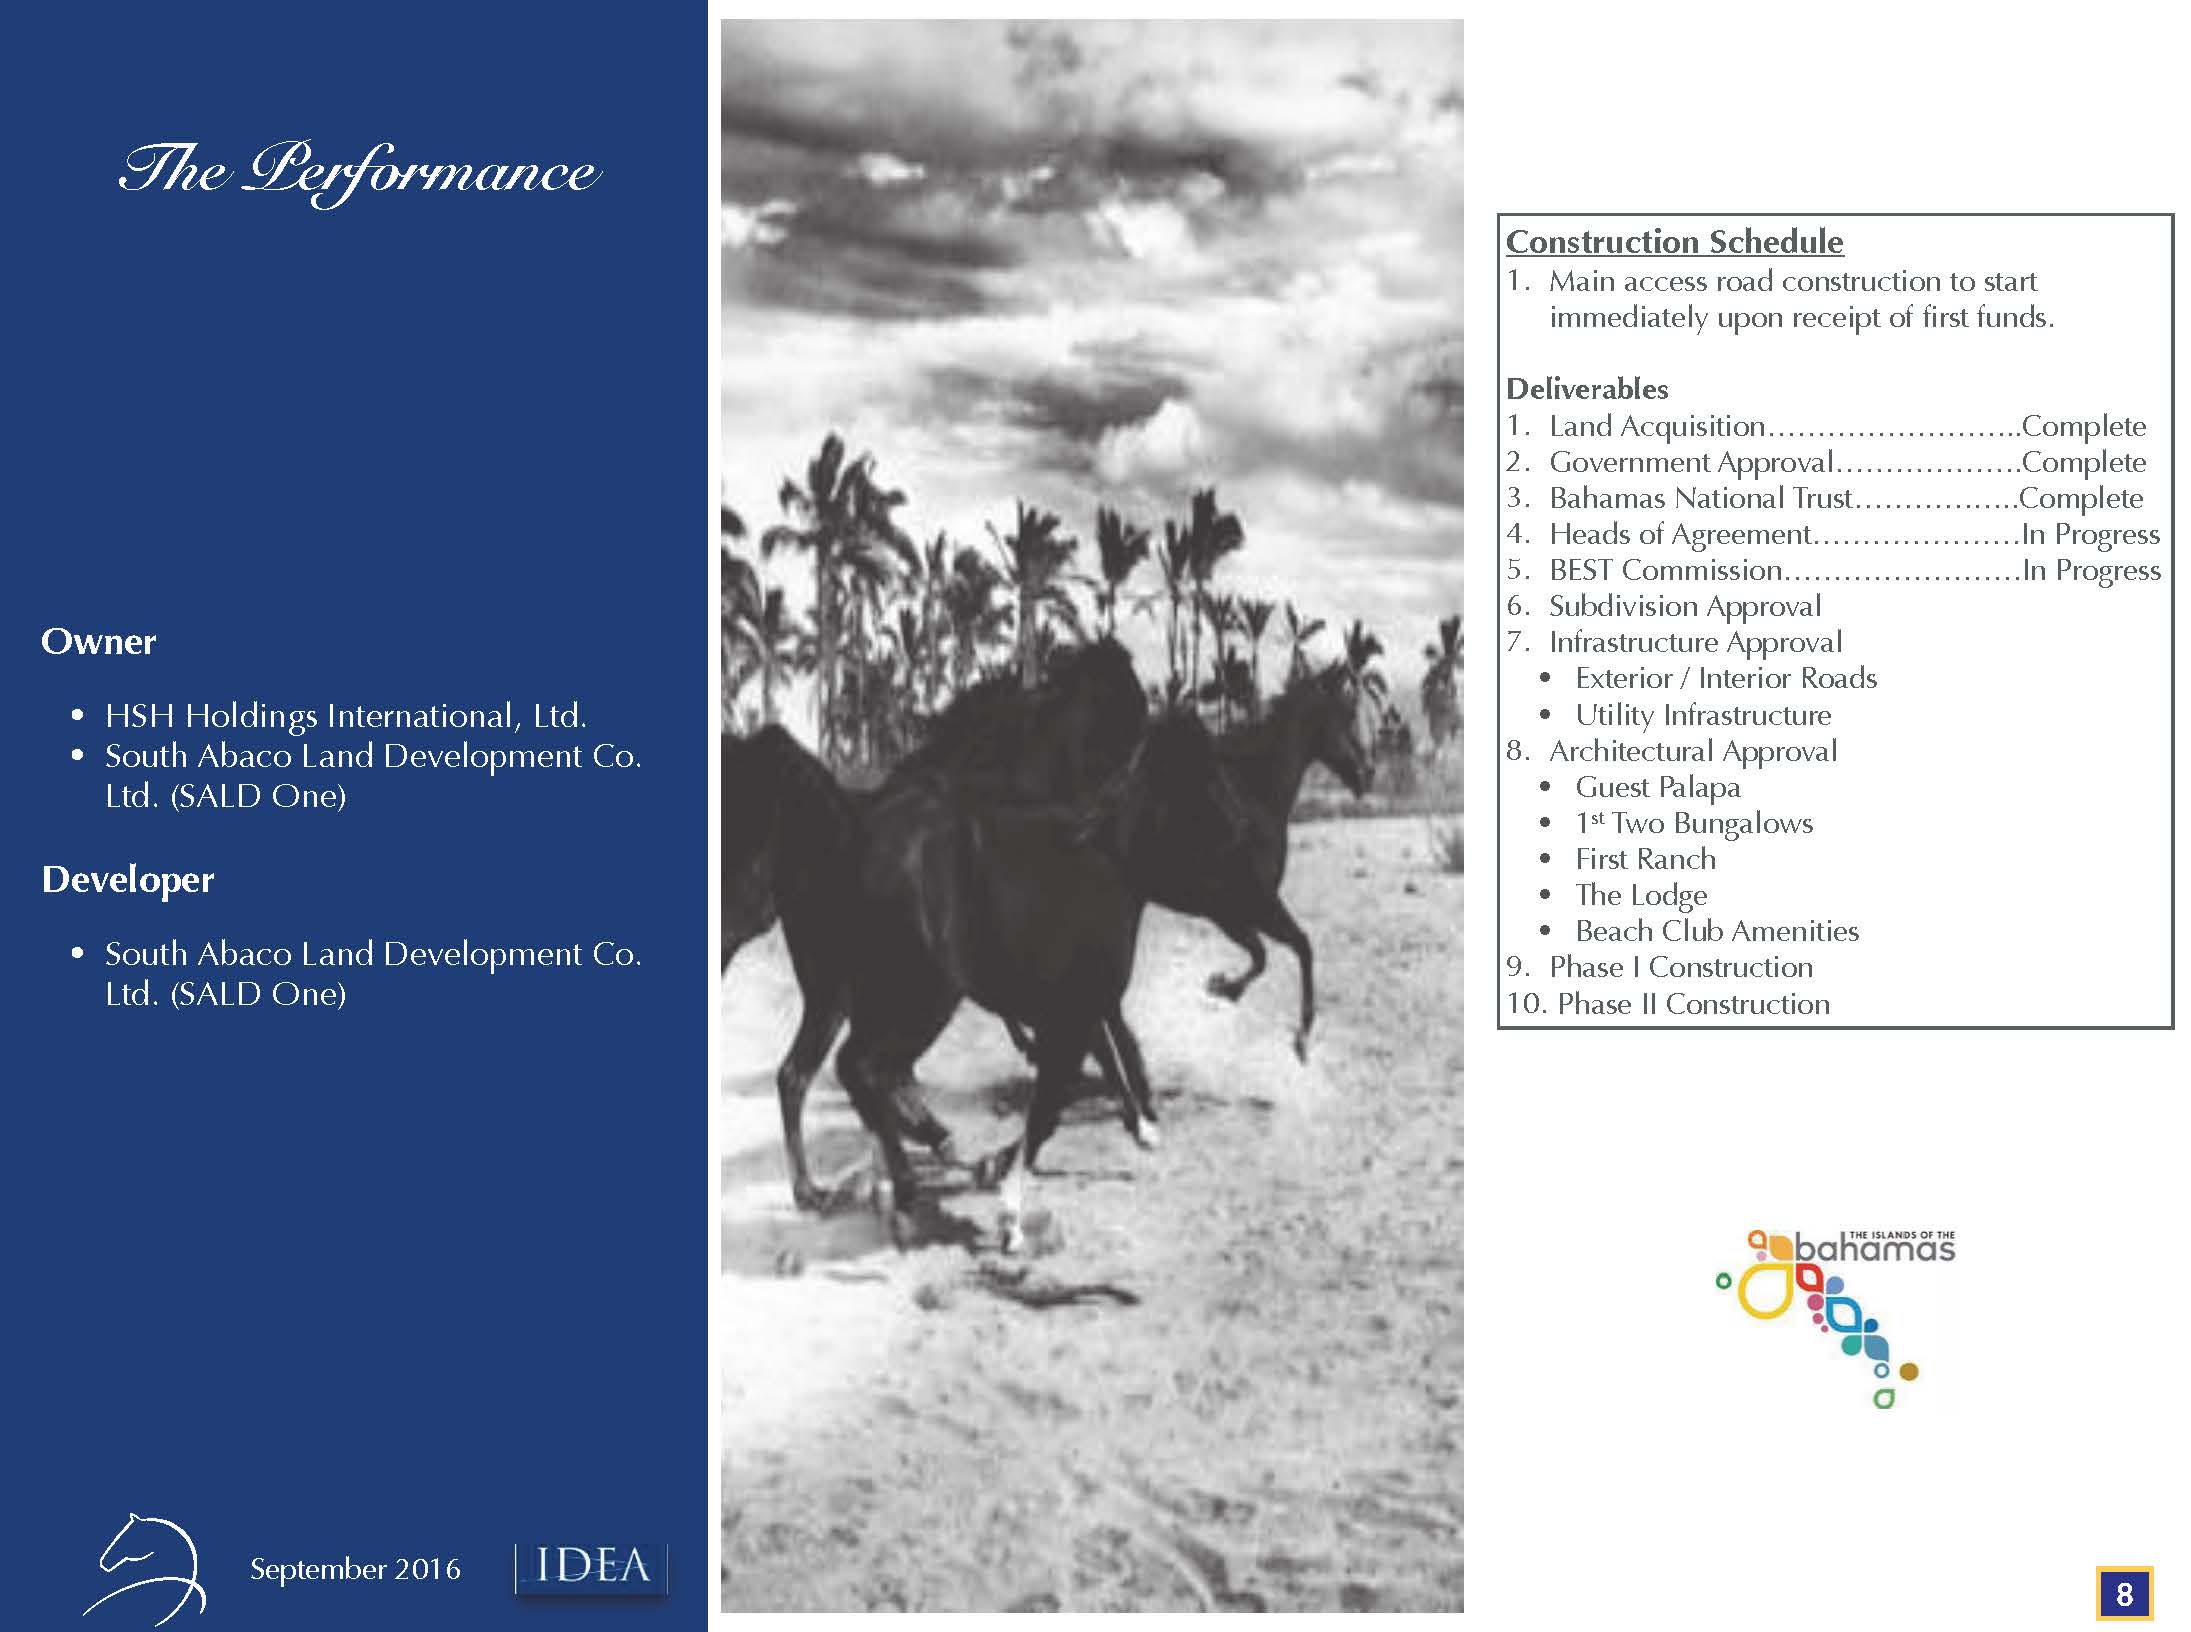 The Performance
Owner
• HSH Holdings International, Ltd.
• South Abaco Land Development Co.
Ltd. (SALD One)
Developer
• South Abaco Land Development Co.
Ltd. (SALD One)
September 2016
IDEA
Construction Schedule
1. Main access road construction to start
immediately upon receipt of first funds.
Deliverables
1. Land Acquisition……………………..Complete
2. Government Approval……………….Complete
3. Bahamas National Trust……………..Complete
4. Heads of Agreement…………………In Progress
5. BEST Commission……………………In Progress
6. Subdivision Approval
7. Infrastructure Approval
• Exterior / Interior Roads
• Utility Infrastructure
8. Architectural Approval
• Guest Palapa
• 1st Two Bungalows
• First Ranch
• The Lodge
• Beach Club Amenities
9. Phase I Construction
10. Phase II Construction
THE ISLANDS OF THE
bahamas
8